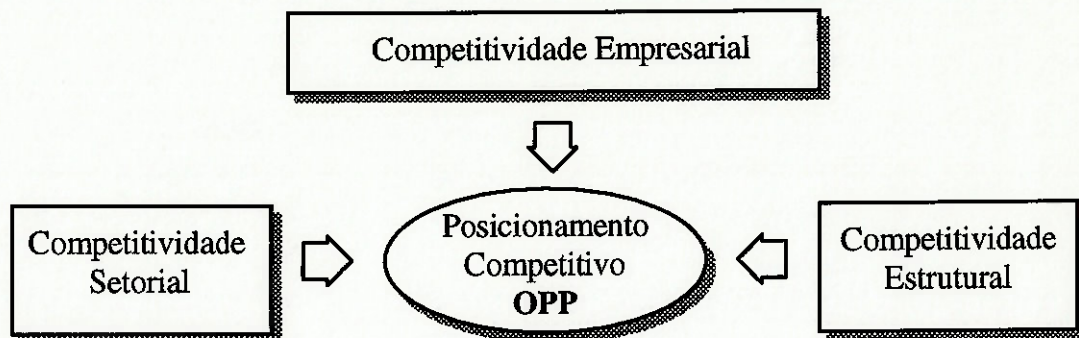 Competitividade Empresarial
Competitividade
Setorial
Posicionamento
Competitivo
OPP
Competitividade
Estrutural